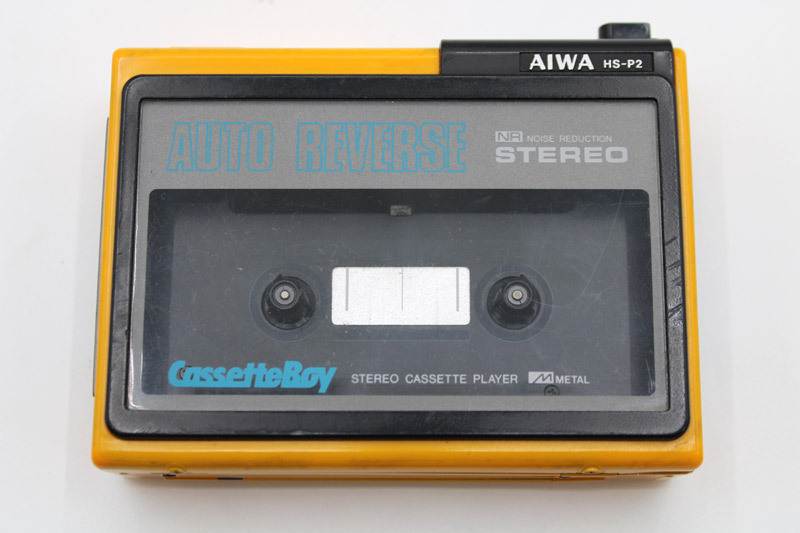 AIWA HS-P2
AUTO REVERSE
NR NOISE REDUCTION
STEREO
CassetteBoy STEREO CASSETTE PLAYER METAL